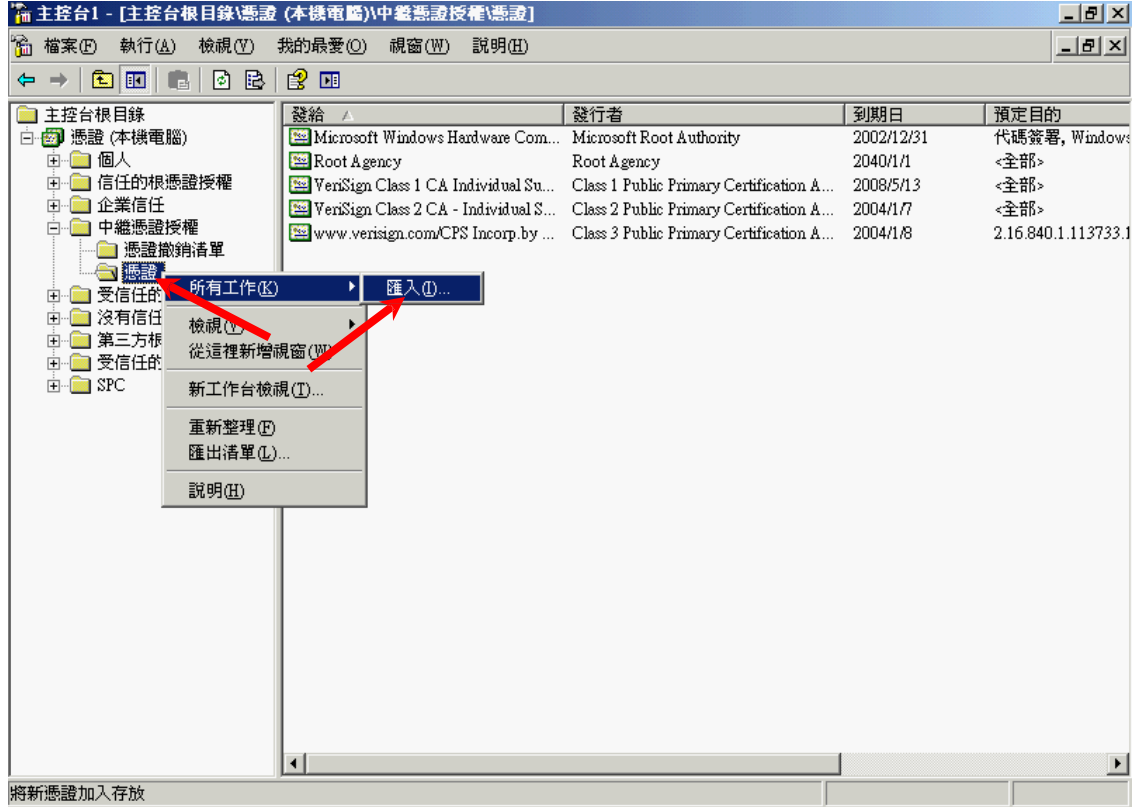 主控台1 - [主控台根目錄\憑證 (本機電腦)\中繼憑證授權\憑證]
檔案(F) 執行(A) 檢視(V) 我的最愛(O) 視窗(W) 說明(H)
主控台根目錄
憑證 (本機電腦)
個人
信任的根憑證授權
企業信任
中繼憑證授權
憑證撤銷清單
憑證
受信任的
沒有信任
第三方根
受信任的
SPC
發給 發行者 到期日 預定目的
Microsoft Windows Hardware Com... Microsoft Root Authority 2002/12/31 代碼簽署, Windows
Root Agency Root Agency 2040/1/1 <全部>
VeriSign Class 1 CA Individual Su... Class 1 Public Primary Certification A... 2008/5/13 <全部>
VeriSign Class 2 CA - Individual S... Class 2 Public Primary Certification A... 2004/1/7 <全部>
www.verisign.com/CPS Incorp.by ... Class 3 Public Primary Certification A... 2004/1/8 2.16.840.1.113733.1
所有工作(K)
匯入(I)...
檢視(V)
從這裡新增視窗(W)
新工作台檢視(T)...
重新整理(F)
匯出清單(L)...
說明(H)
將新憑證加入存放